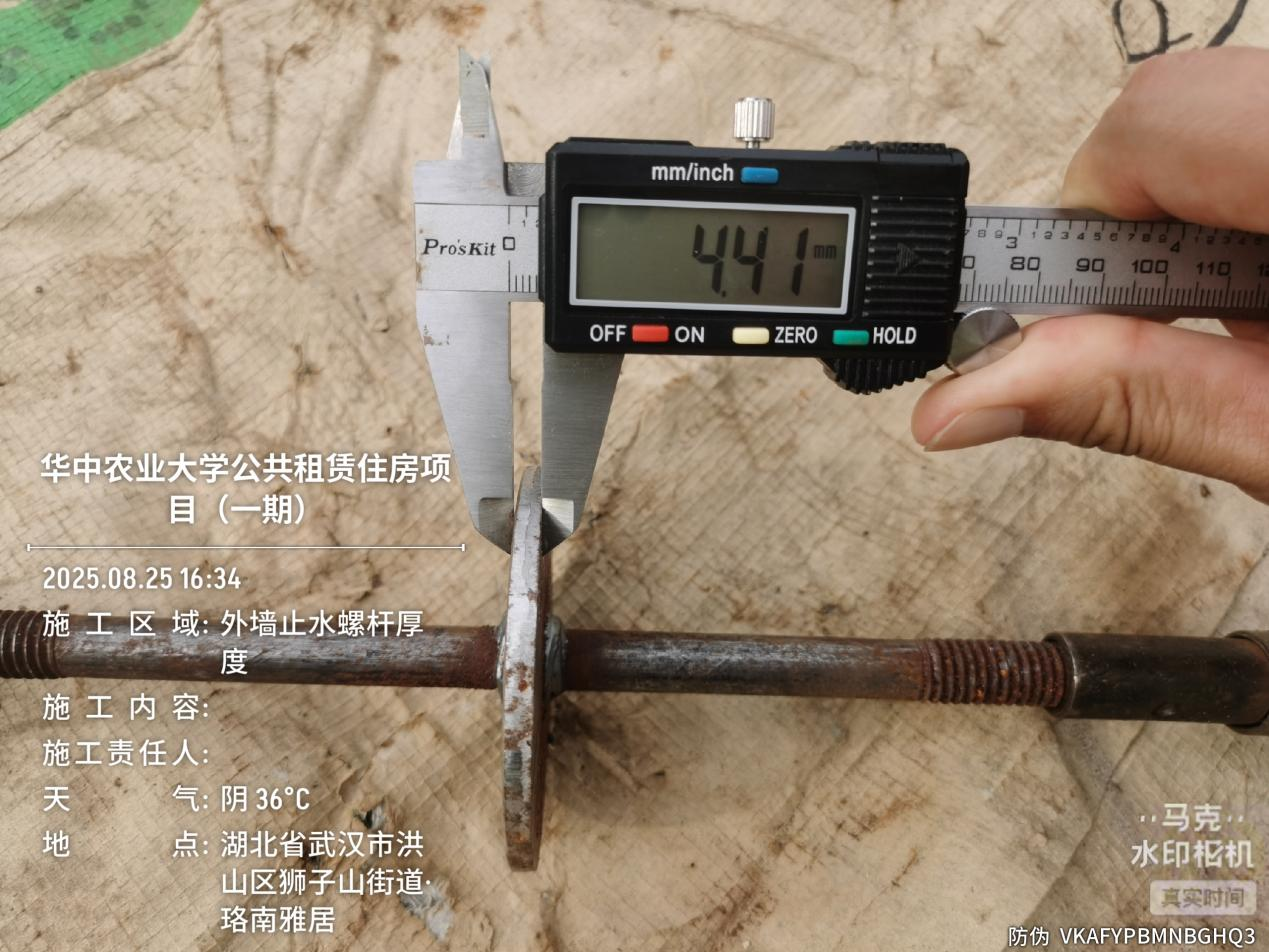 mm/inch
Pro'sKit
4.41 mm
OFF ON ZERO HOLD
3 4
80 90 100 110
华中农业大学公共租赁住房项
目（一期）
2025.08.25 16:34
施工区域: 外墙止水螺杆厚
度
施工内容:
施工责任人:
天气: 阴 36°C
地点: 湖北省武汉市洪
山区狮子山街道·
珞南雅居
马克
水印相机
真实时间
防伪 VKAFYPBMNBGHQ3